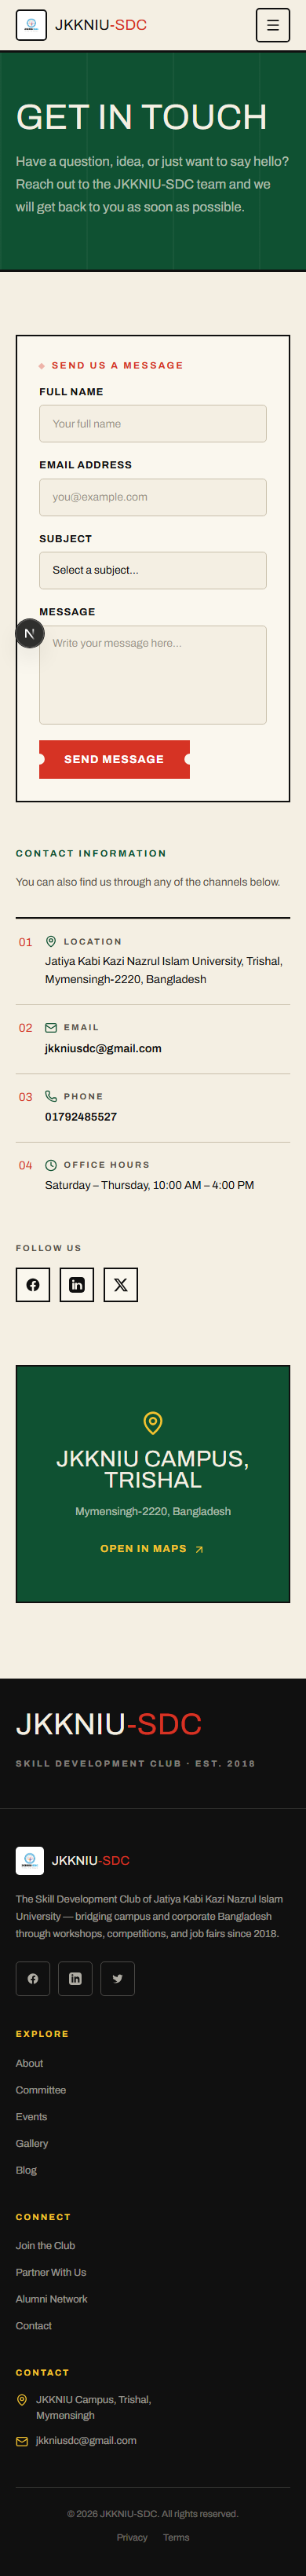 JKKNIU-SDC
GET IN TOUCH
Have a question, idea, or just want to say hello?
Reach out to the JKKNIU-SDC team and we
will get back to you as soon as possible.
SEND US A MESSAGE
FULL NAME
Your full name
EMAIL ADDRESS
you@example.com
SUBJECT
Select a subject...
MESSAGE
N
Write your message here...
SEND MESSAGE
CONTACT INFORMATION
You can also find us through any of the channels below.
01 LOCATION
Jatiya Kabi Kazi Nazrul Islam University, Trishal,
Mymensingh-2220, Bangladesh
02 EMAIL
jkkniusdc@gmail.com
03 PHONE
01792485527
04 OFFICE HOURS
Saturday – Thursday, 10:00 AM – 4:00 PM
FOLLOW US
JKKNIU CAMPUS,
TRISHAL
Mymensingh-2220, Bangladesh
OPEN IN MAPS
JKKNIU-SDC
SKILL DEVELOPMENT CLUB · EST. 2018
JKKNIU-SDC
The Skill Development Club of Jatiya Kabi Kazi Nazrul Islam
University — bridging campus and corporate Bangladesh
through workshops, competitions, and job fairs since 2018.
EXPLORE
About
Committee
Events
Gallery
Blog
CONNECT
Join the Club
Partner With Us
Alumni Network
Contact
CONTACT
JKKNIU Campus, Trishal,
Mymensingh
jkkniusdc@gmail.com
© 2026 JKKNIU-SDC. All rights reserved.
Privacy Terms